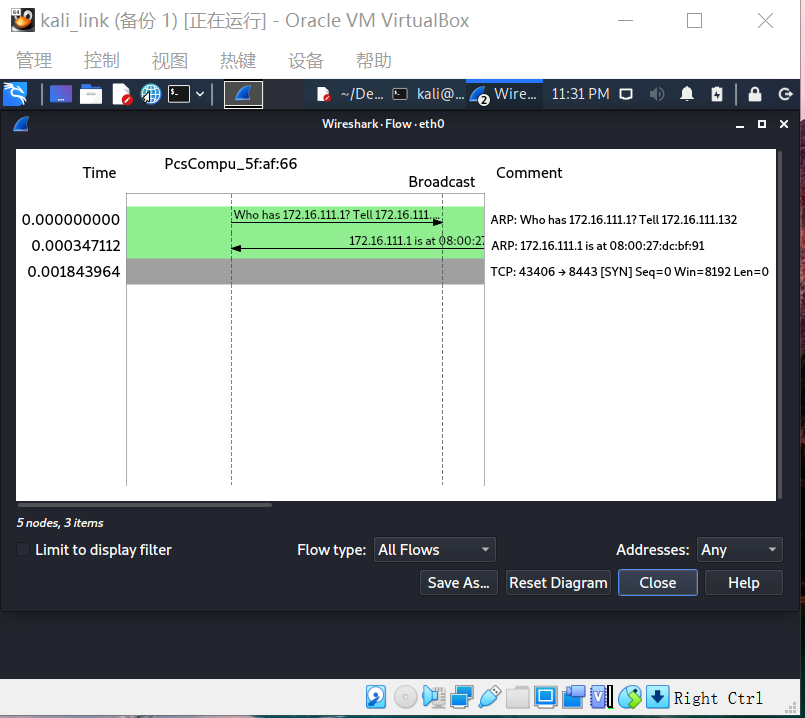 kali_link (备份 1) [正在运行] - Oracle VM VirtualBox
管理 控制 视图 热键 设备 帮助
~/De... kali@... 2 Wire... 11:31 PM
Wireshark · Flow · eth0
Time PcsCompu_5f:af:66 Broadcast Comment
0.000000000 Who has 172.16.111.1? Tell 172.16.111.... ARP: Who has 172.16.111.1? Tell 172.16.111.132
0.000347112 172.16.111.1 is at 08:00:27 ARP: 172.16.111.1 is at 08:00:27:dc:bf:91
0.001843964 TCP: 43406 → 8443 [SYN] Seq=0 Win=8192 Len=0
5 nodes, 3 items
Limit to display filter Flow type: All Flows Addresses: Any
Save As... Reset Diagram Close Help
Right Ctrl